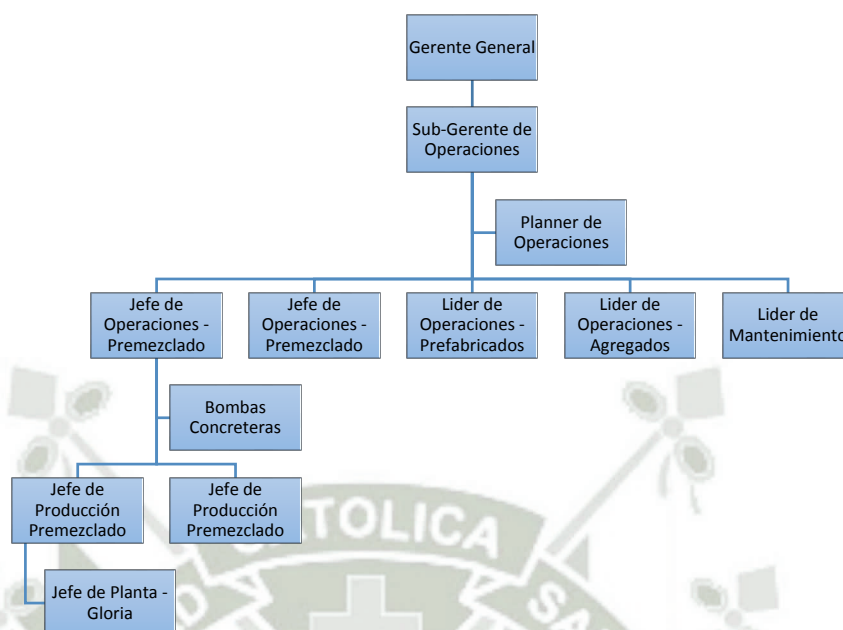 Gerente General
Sub-Gerente de
Operaciones
Planner de
Operaciones
Jefe de
Operaciones -
Premezclado
Jefe de
Operaciones -
Premezclado
Lider de
Operaciones -
Prefabricados
Lider de
Operaciones -
Agregados
Lider de
Mantenimiento
Bombas
Concreteras
Jefe de
Producción
Premezclado
Jefe de
Producción
Premezclado
Jefe de Planta -
Gloria
CATOLICA